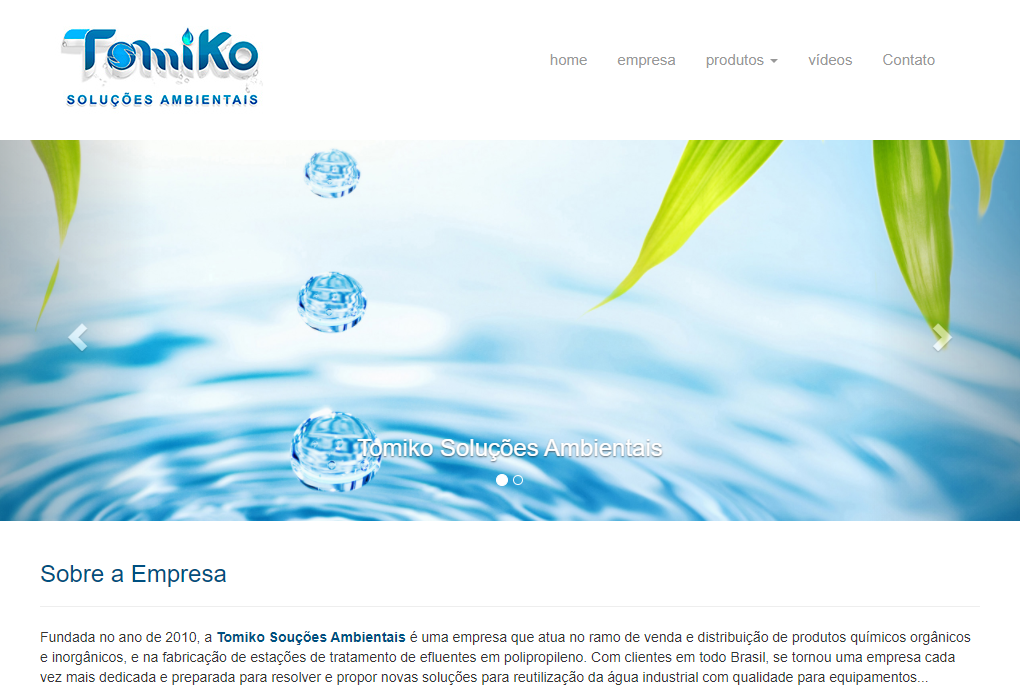 TomiKo
SOLUÇÕES AMBIENTAIS
home empresa produtos vídeos Contato
Tomiko Soluções Ambientais
Sobre a Empresa
Fundada no ano de 2010, a Tomiko Souções Ambientais é uma empresa que atua no ramo de venda e distribuição de produtos químicos orgânicos
e inorgânicos, e na fabricação de estações de tratamento de efluentes em polipropileno. Com clientes em todo Brasil, se tornou uma empresa cada
vez mais dedicada e preparada para resolver e propor novas soluções para reutilização da água industrial com qualidade para equipamentos...